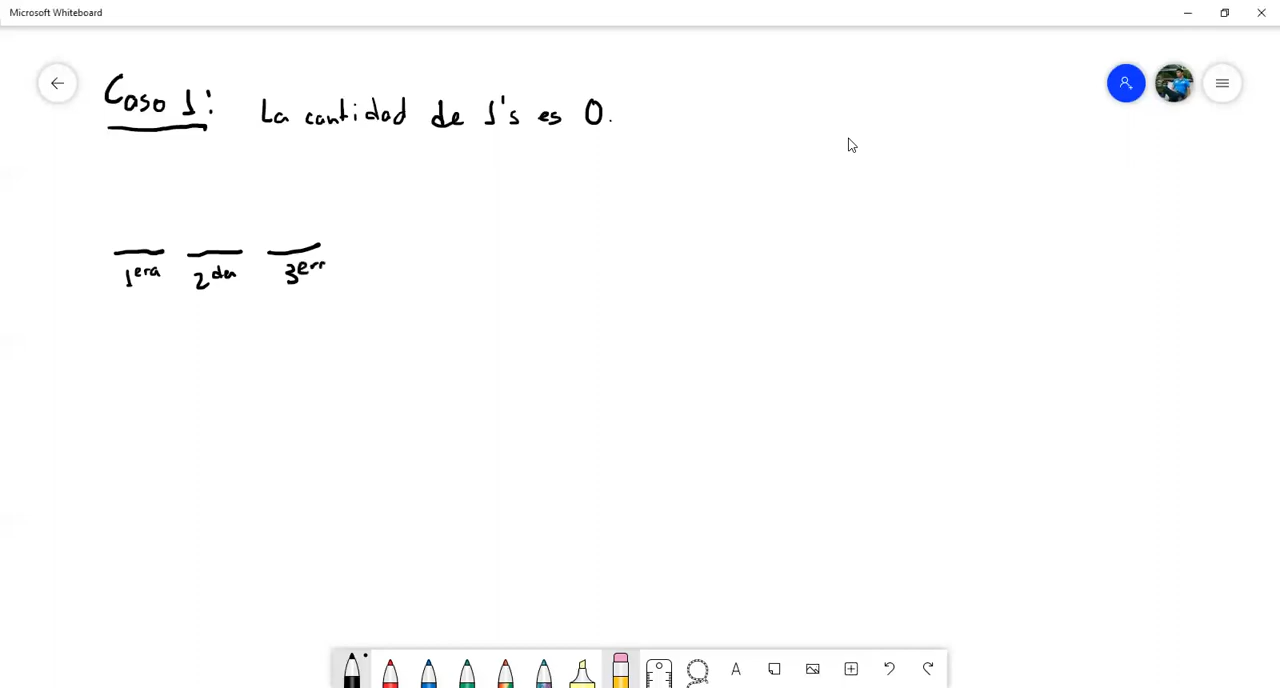 Microsoft Whiteboard
Caso 1: La cantidad de 1's es 0.
1era 2da 3err
A